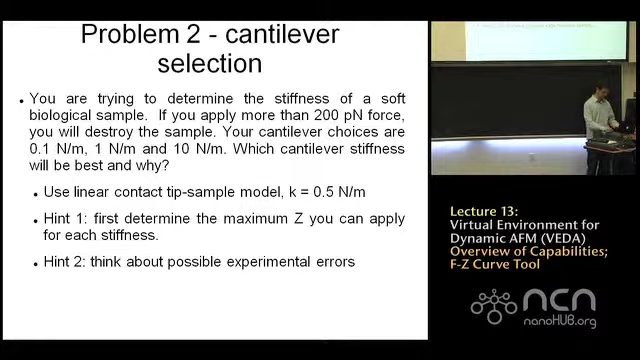 Problem 2 - cantilever
selection
You are trying to determine the stiffness of a soft
biological sample. If you apply more than 200 pN force,
you will destroy the sample. Your cantilever choices are
0.1 N/m, 1 N/m and 10 N/m. Which cantilever stiffness
will be best and why?
Use linear contact tip-sample model, k = 0.5 N/m
Hint 1: first determine the maximum Z you can apply
for each stiffness.
Hint 2: think about possible experimental errors
Lecture 13:
Virtual Environment for
Dynamic AFM (VEDA)
Overview of Capabilities;
F-Z Curve Tool
ncn
nanoHUB.org